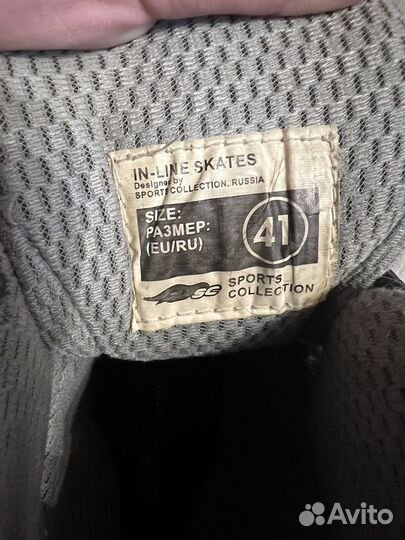 IN-LINE SKATES
Designed by
SPORTS COLLECTION. RUSSIA
SIZE:
РАЗМЕР:
(EU/RU)
41
SPORTS
COLLECTION
Avito